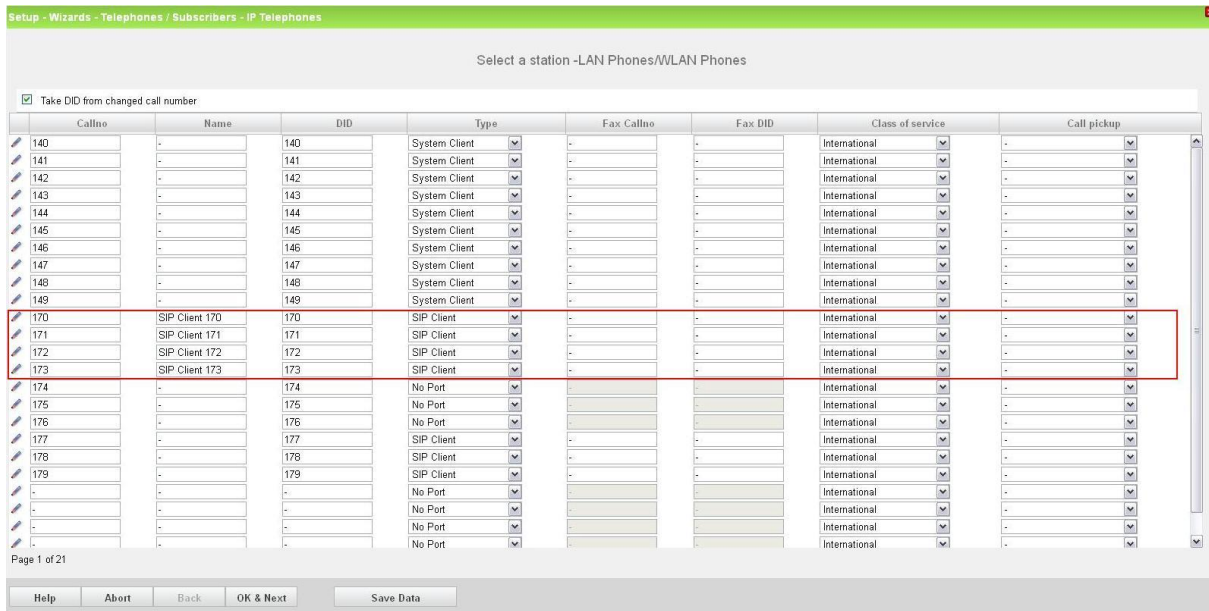 Setup - Wizards - Telephones / Subscribers - IP Telephones
Select a station -LAN Phones/WLAN Phones
Take DID from changed call number
Callno Name DID Type Fax Callno Fax DID Class of service Call pickup
140 - 140 System Client - - International -
141 - 141 System Client - - International -
142 - 142 System Client - - International -
143 - 143 System Client - - International -
144 - 144 System Client - - International -
145 - 145 System Client - - International -
146 - 146 System Client - - International -
147 - 147 System Client - - International -
148 - 148 System Client - - International -
149 - 149 System Client - - International -
170 SIP Client 170 170 SIP Client - - International -
171 SIP Client 171 171 SIP Client - - International -
172 SIP Client 172 172 SIP Client - - International -
173 SIP Client 173 173 SIP Client - - International -
174 - 174 No Port - - International -
175 - 175 No Port - - International -
176 - 176 No Port - - International -
177 - 177 SIP Client - - International -
178 - 178 SIP Client - - International -
179 - 179 SIP Client - - International -
- - - No Port - - International -
- - - No Port - - International -
- - - No Port - - International -
- - - No Port - - International -
Page 1 of 21
Help Abort Back OK & Next Save Data